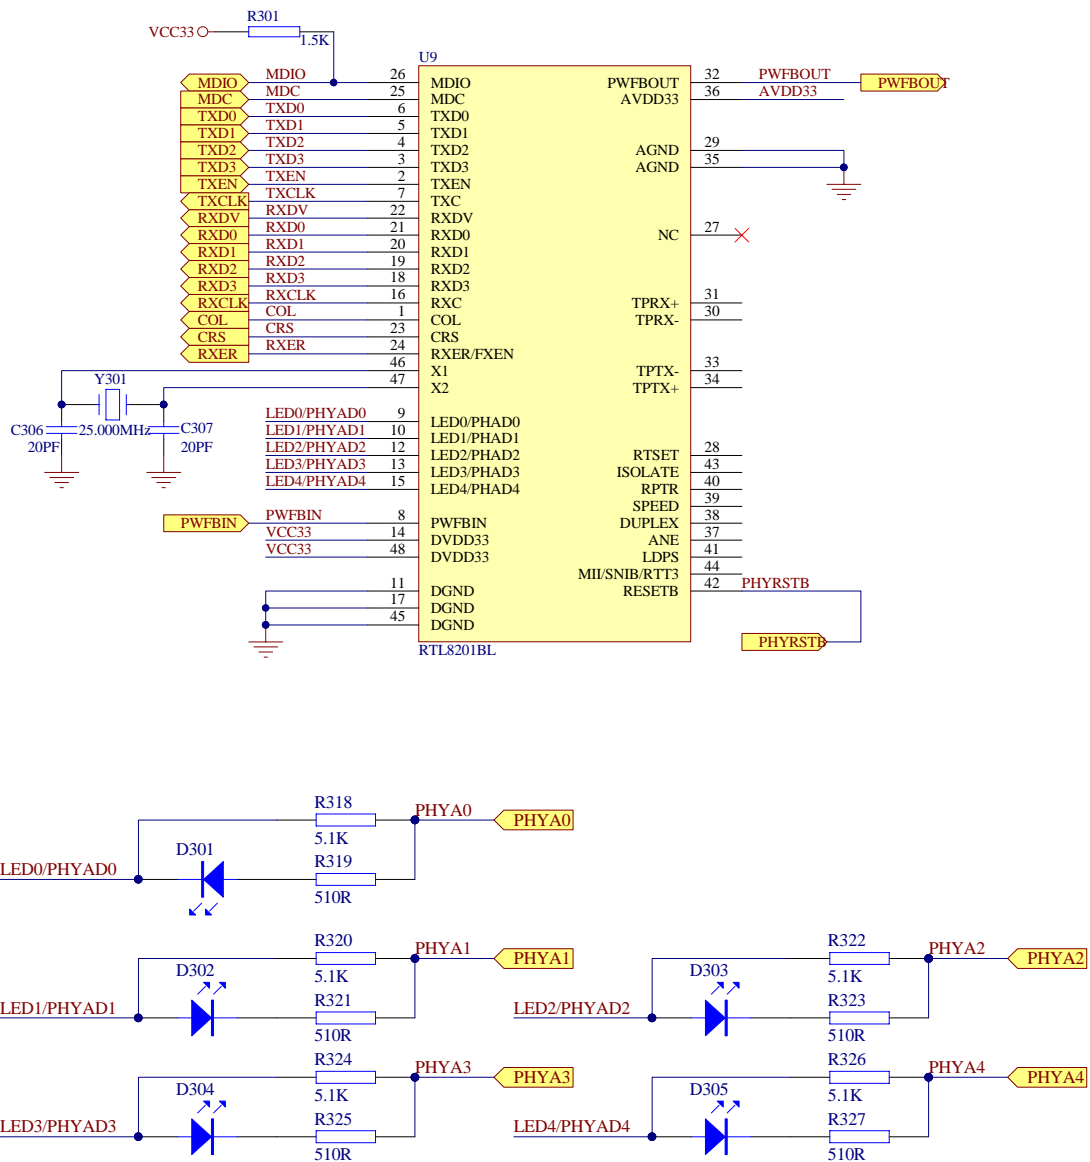 R301
VCC33
1.5K
U9
MDIO MDIO 26 MDIO PWFBOUT 32 PWFBOUT PWFBOUT
MDC MDC 25 MDC AVDD33 36 AVDD33
TXD0 TXD0 6 TXD0
TXD1 TXD1 5 TXD1
TXD2 TXD2 4 TXD2 AGND 29
TXD3 TXD3 3 TXD3 AGND 35
TXEN TXEN 2 TXEN
TXCLK TXCLK 7 TXC
RXDV RXDV 22 RXDV
RXD0 RXD0 21 RXD0 NC 27
RXD1 RXD1 20 RXD1
RXD2 RXD2 19 RXD2
RXD3 RXD3 18 RXD3
RXCLK RXCLK 16 RXC TPRX+ 31
COL COL 1 COL TPRX- 30
CRS CRS 23 CRS
RXER RXER 24 RXER/FXEN
46 X1 TPTX- 33
Y301 47 X2 TPTX+ 34
C306 25.000MHz C307
20PF 20PF
LED0/PHYAD0 9 LED0/PHAD0
LED1/PHYAD1 10 LED1/PHAD1
LED2/PHYAD2 12 LED2/PHAD2 RTSET 28
LED3/PHYAD3 13 LED3/PHAD3 ISOLATE 43
LED4/PHYAD4 15 LED4/PHAD4 RPTR 40
SPEED 39
PWFBIN PWFBIN 8 PWFBIN DUPLEX 38
VCC33 14 DVDD33 ANE 37
VCC33 48 DVDD33 LDPS 41
MII/SNIB/RTT3 44
11 DGND RESETB 42 PHYRSTB
17 DGND
45 DGND
PHYRSTB
RTL8201BL
R318 PHYA0 PHYA0
5.1K
D301 R319
LED0/PHYAD0
510R
R320 PHYA1 PHYA1
5.1K
D302 R321
LED1/PHYAD1
510R
R322 PHYA2 PHYA2
5.1K
D303 R323
LED2/PHYAD2
510R
R324 PHYA3 PHYA3
5.1K
D304 R325
LED3/PHYAD3
510R
R326 PHYA4 PHYA4
5.1K
D305 R327
LED4/PHYAD4
510R